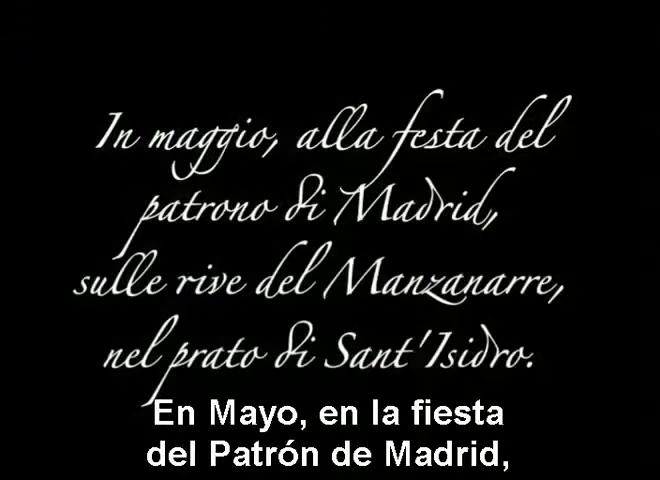 In maggio, alla festa del
patrono di Madrid,
sulle rive del Manzanarre,
nel prato di Sant'Isidro.
En Mayo, en la fiesta
del Patrón de Madrid,